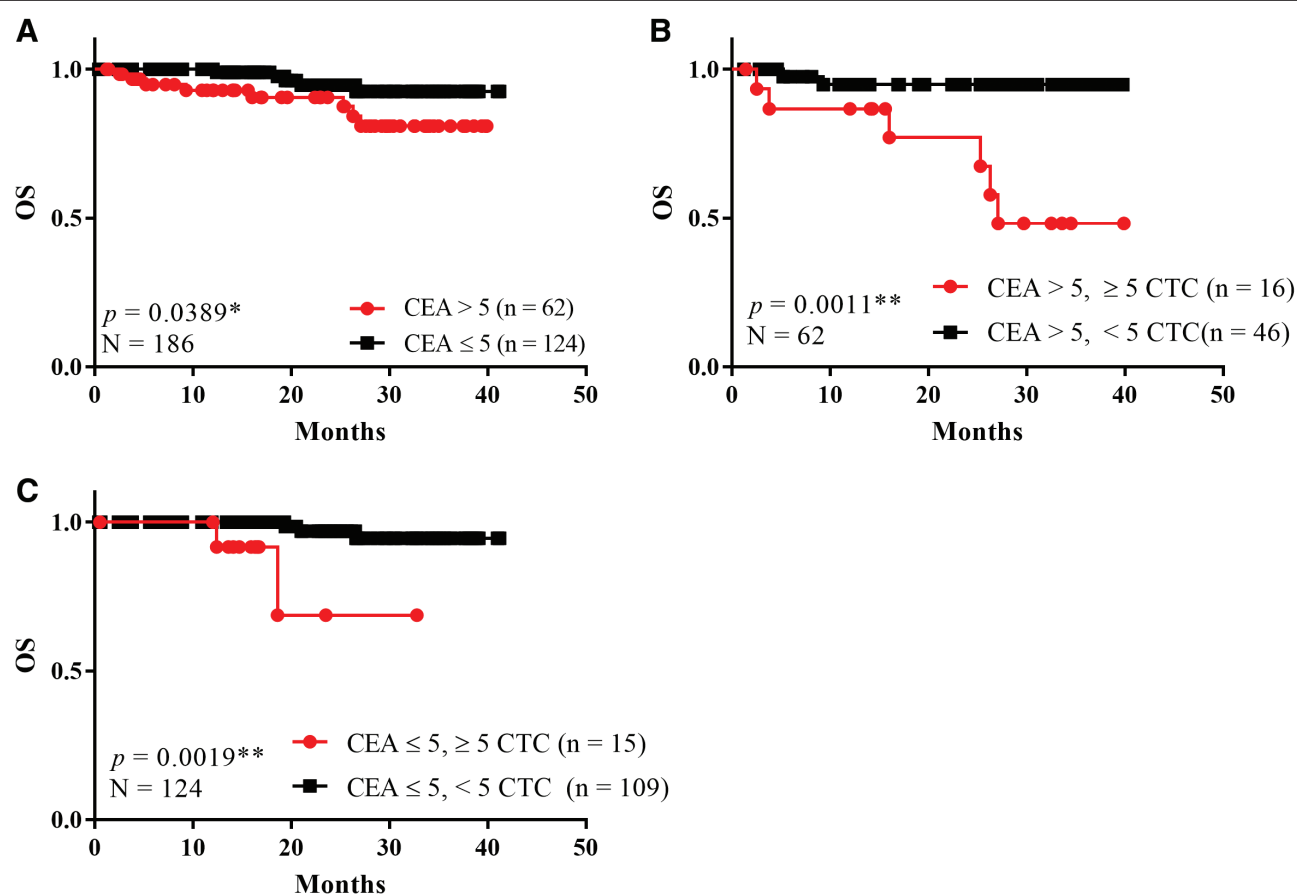 A
1.0
0.5
0.0
OS
p = 0.0389*
N = 186
CEA > 5 (n = 62)
CEA ≤ 5 (n = 124)
0 10 20 30 40 50
Months
B
1.0
0.5
0.0
OS
p = 0.0011**
N = 62
CEA > 5, ≥ 5 CTC (n = 16)
CEA > 5, < 5 CTC(n = 46)
0 10 20 30 40 50
Months
C
1.0
0.5
0.0
OS
p = 0.0019**
N = 124
CEA ≤ 5, ≥ 5 CTC (n = 15)
CEA ≤ 5, < 5 CTC (n = 109)
0 10 20 30 40 50
Months